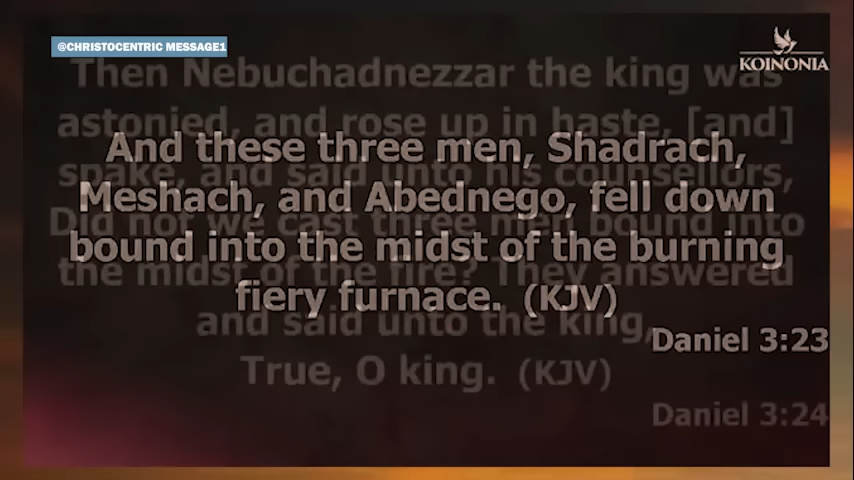 @CHRISTOCENTRIC MESSAGE1
KOINONIA
And these three men, Shadrach,
Meshach, and Abednego, fell down
bound into the midst of the burning
fiery furnace. (KJV)
Daniel 3:23
Then Nebuchadnezzar the king was
astonied, and rose up in haste, [and]
spake, and said unto his counsellors,
Did not we cast three men bound into
the midst of the fire? They answered
and said unto the king,
True, O king. (KJV)
Daniel 3:24